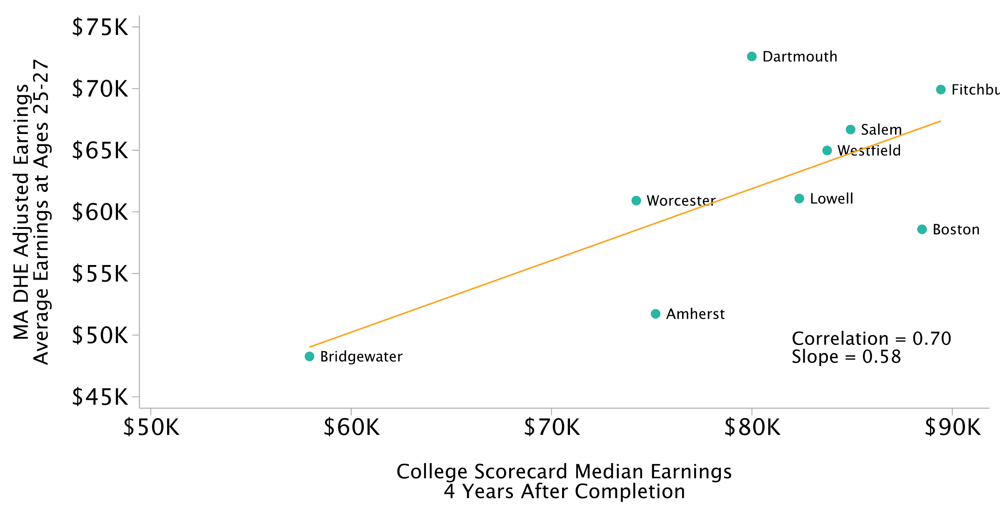 MA DHE Adjusted Earnings
Average Earnings at Ages 25-27
$75K
$70K
$65K
$60K
$55K
$50K
$45K
Dartmouth
Fitchbu
Salem
Westfield
Worcester
Lowell
Boston
Amherst
Bridgewater
Correlation = 0.70
Slope = 0.58
$50K
$60K
$70K
$80K
$90K
College Scorecard Median Earnings
4 Years After Completion